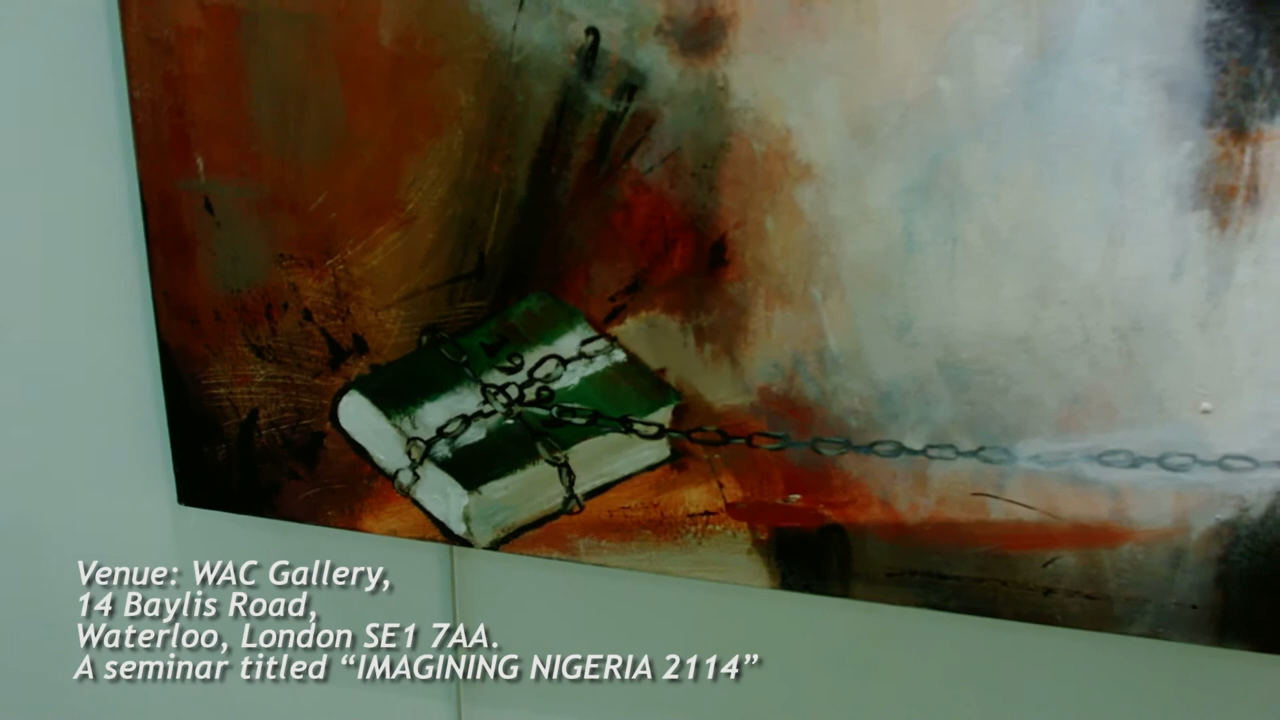 Venue: WAC Gallery,
14 Baylis Road,
Waterloo, London SE1 7AA.
A seminar titled “IMAGINING NIGERIA 2114”